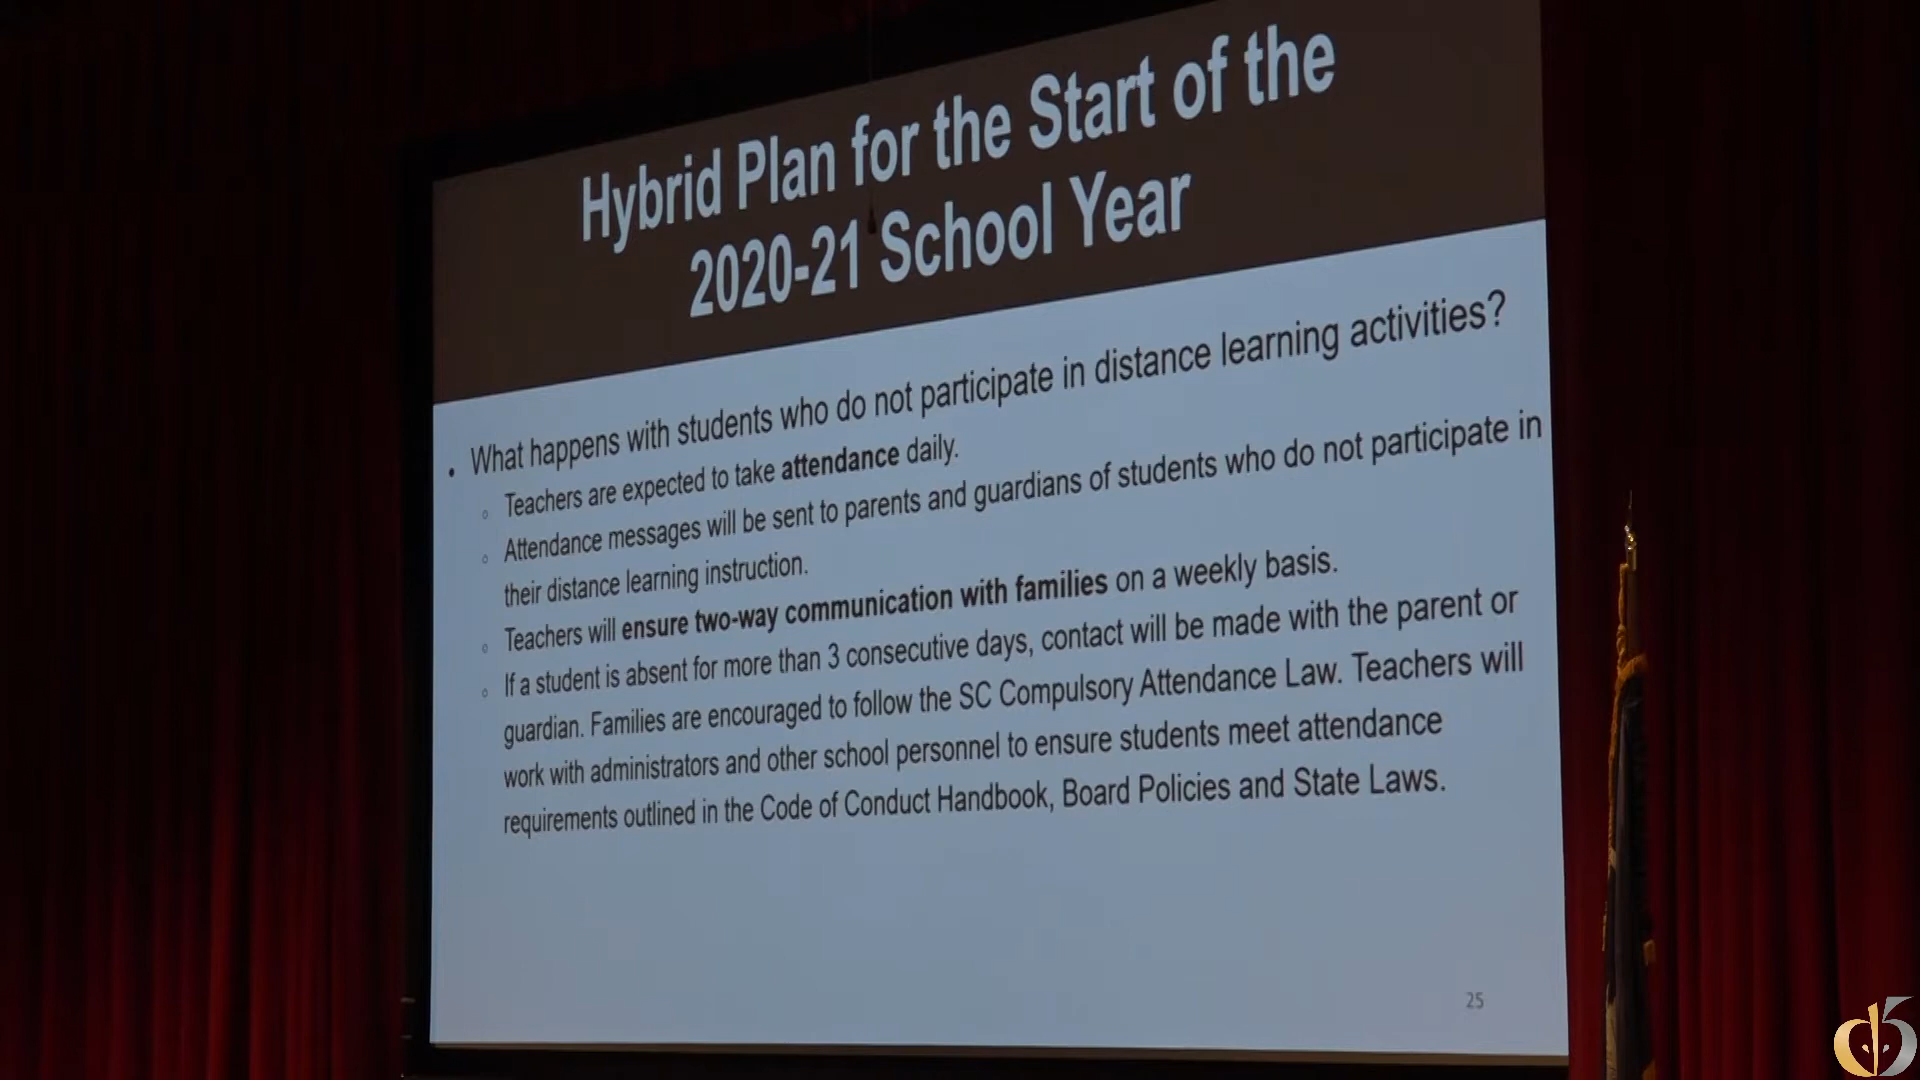 Hybrid Plan for the Start of the
2020-21 School Year
• What happens with students who do not participate in distance learning activities?
○ Teachers are expected to take attendance daily.
○ Attendance messages will be sent to parents and guardians of students who do not participate in
their distance learning instruction.
○ Teachers will ensure two-way communication with families on a weekly basis.
○ If a student is absent for more than 3 consecutive days, contact will be made with the parent or
guardian. Families are encouraged to follow the SC Compulsory Attendance Law. Teachers will
work with administrators and other school personnel to ensure students meet attendance
requirements outlined in the Code of Conduct Handbook, Board Policies and State Laws.
25
d5